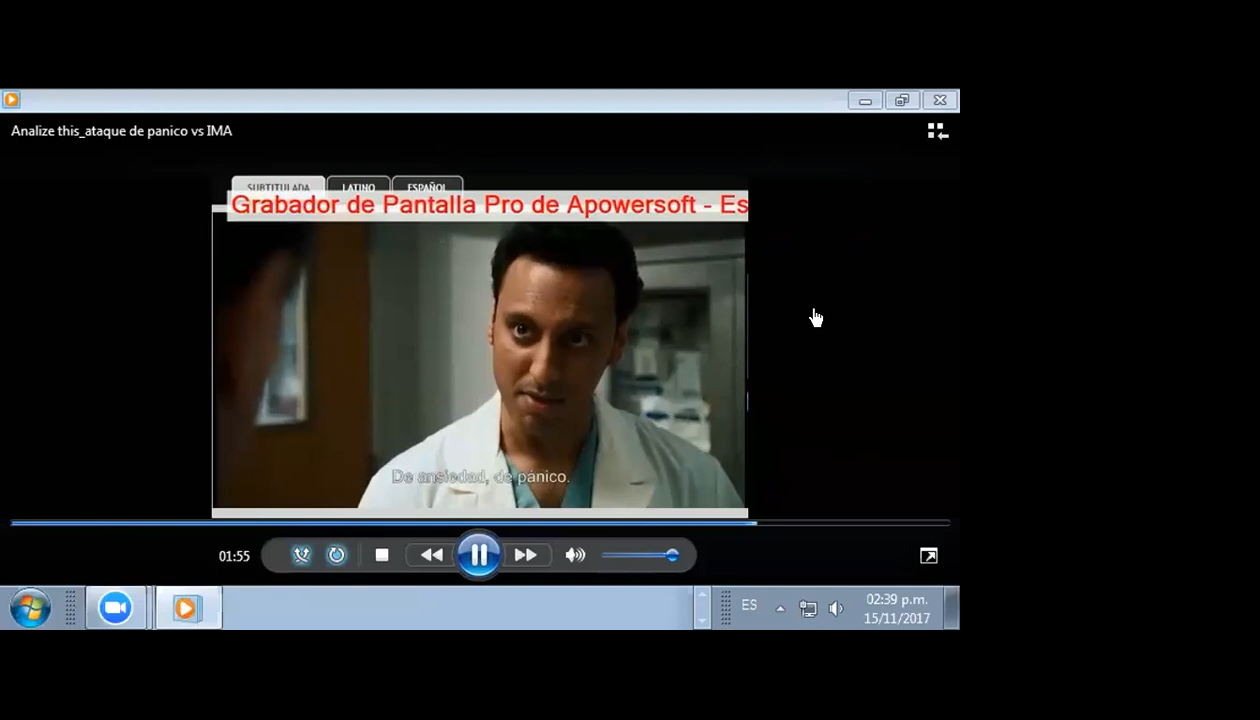 Analize this_ataque de panico vs IMA
SUBTITULADA LATINO ESPAÑOL
Grabador de Pantalla Pro de Apowersoft - Es
De ansiedad, de pánico.
01:55
ES
02:39 p.m.
15/11/2017